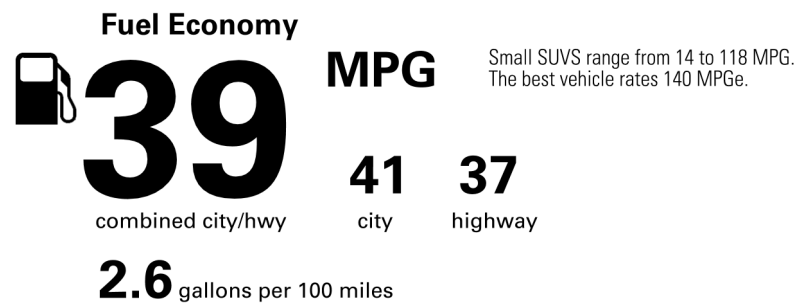 Fuel Economy
39
MPG
Small SUVS range from 14 to 118 MPG.
The best vehicle rates 140 MPGe.
41 37
combined city/hwy city highway
2.6 gallons per 100 miles